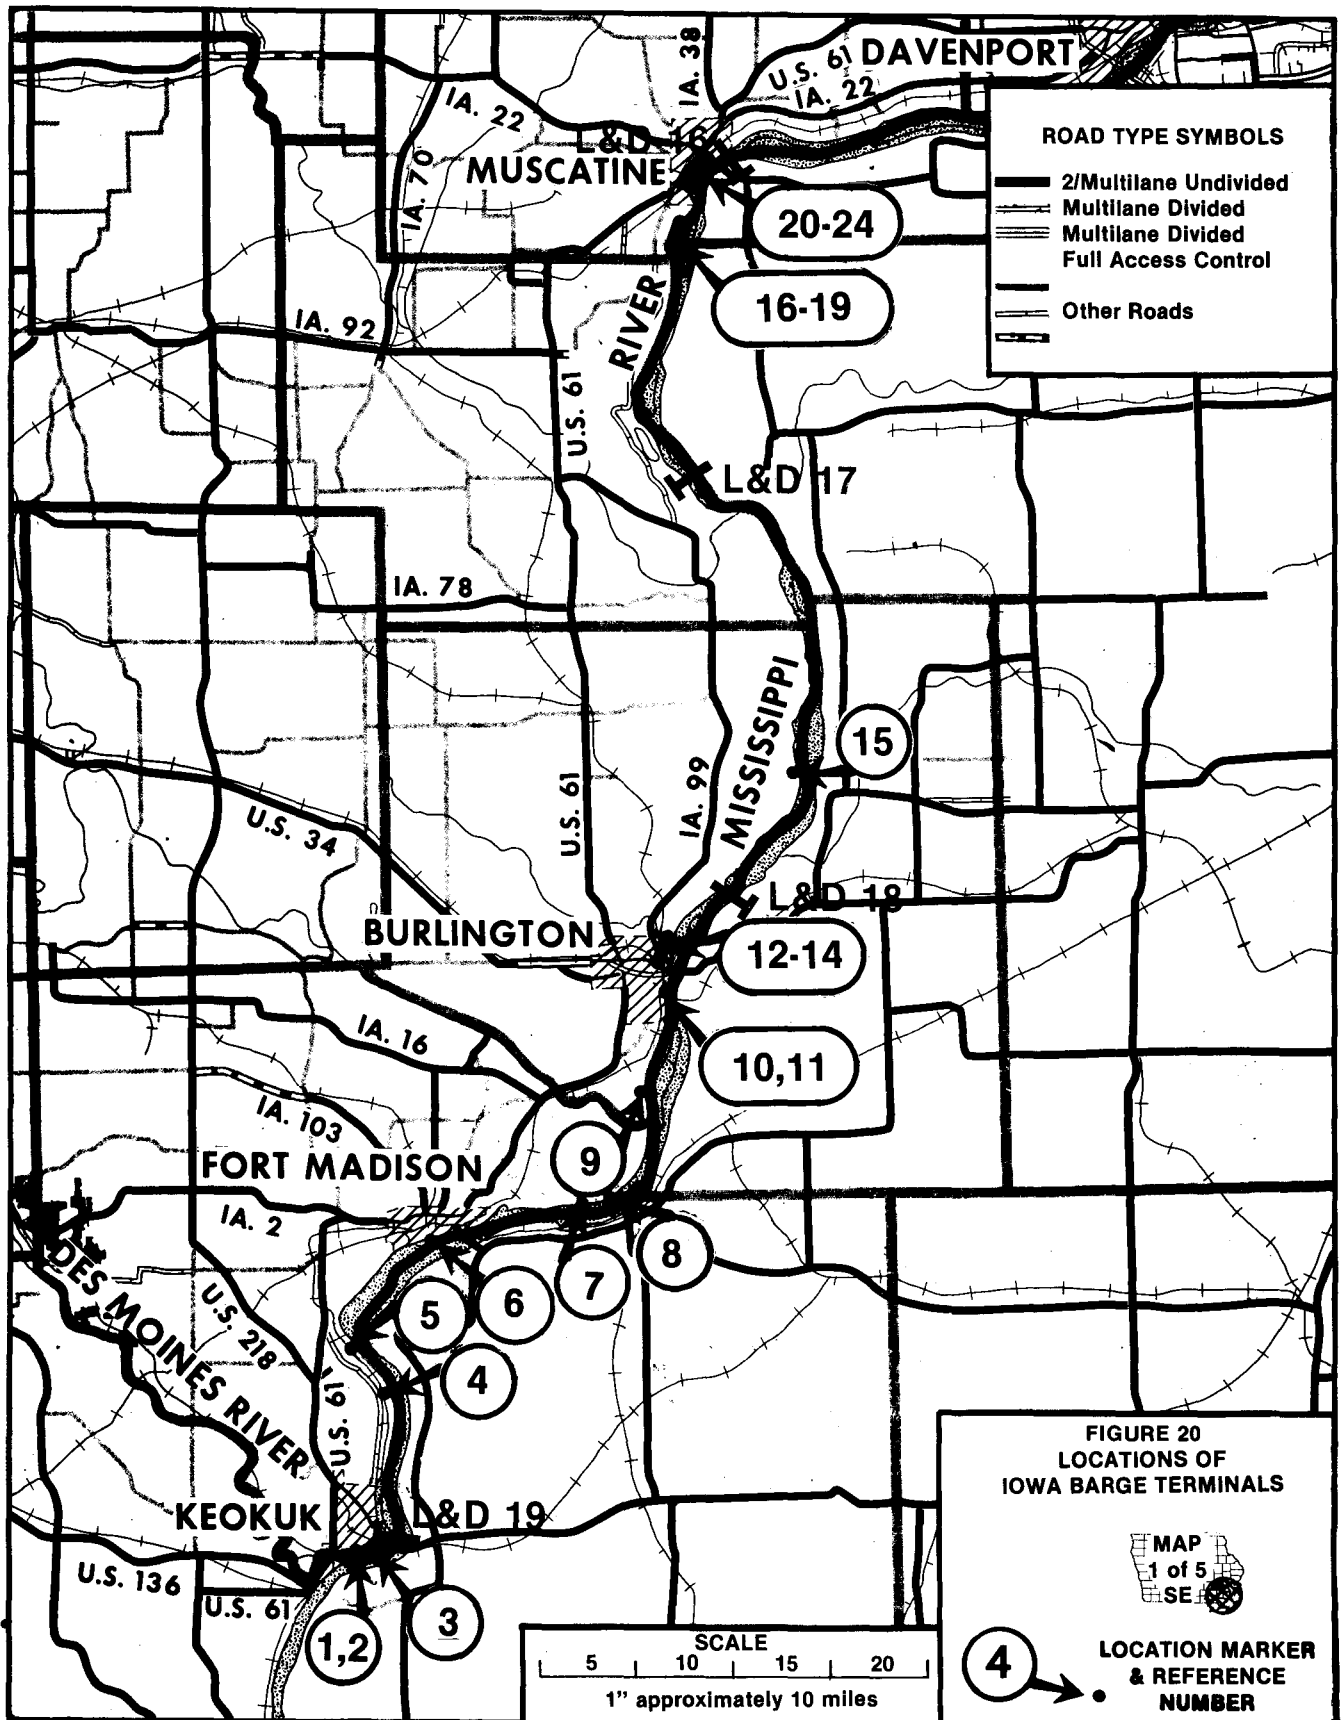 IA. 38
U.S. 61
DAVENPORT
IA. 22
IA. 22
L&D 16
MUSCATINE
IA. 70
ROAD TYPE SYMBOLS
2/Multilane Undivided
Multilane Divided
Multilane Divided
Full Access Control
Other Roads
20-24
16-19
RIVER
IA. 92
U.S. 61
L&D 17
IA. 78
MISSISSIPPI
15
U.S. 61
IA. 99
U.S. 34
L&D 18
BURLINGTON
12-14
IA. 16
10,11
IA. 103
9
FORT MADISON
IA. 2
8
7
6
5
DES MOINES RIVER
U.S. 218
4
U.S. 61
KEOKUK
L&D 19
U.S. 136
U.S. 61
3
1,2
FIGURE 20
LOCATIONS OF
IOWA BARGE TERMINALS
MAP
1 of 5
SE
4
LOCATION MARKER
& REFERENCE
NUMBER
SCALE
5 10 15 20
1" approximately 10 miles